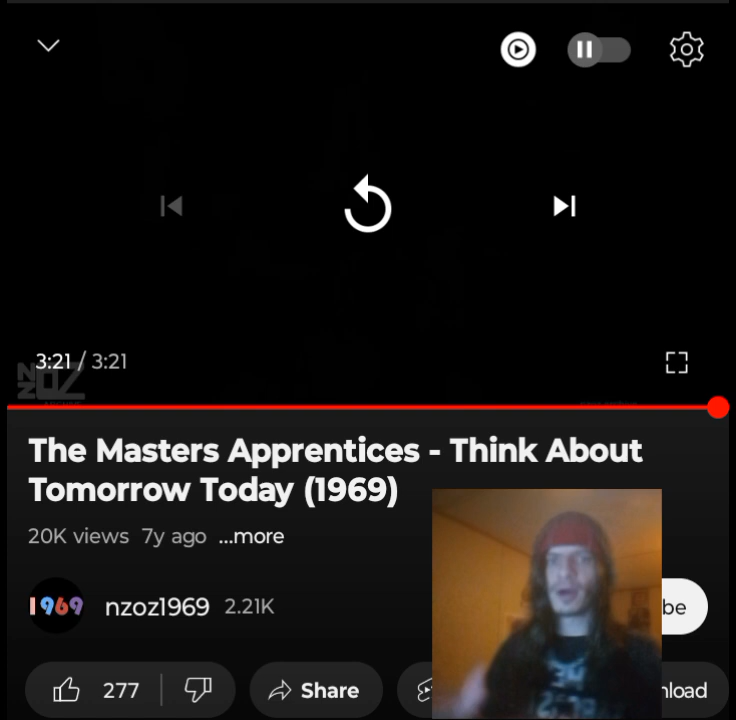 3:21 / 3:21
NZOZ
The Masters Apprentices - Think About
Tomorrow Today (1969)
20K views 7y ago ...more
1969 nzoz1969 2.21K be
277 Share nload